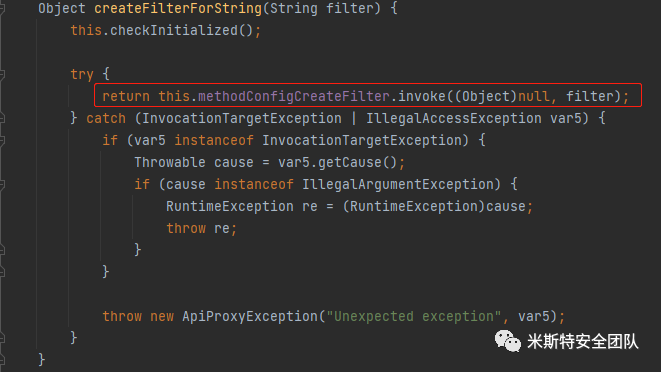 Object createFilterForString(String filter) {
    this.checkInitialized();
    try {
        return this.methodConfigCreateFilter.invoke((Object)null, filter);
    } catch (InvocationTargetException | IllegalAccessException var5) {
        if (var5 instanceof InvocationTargetException) {
            Throwable cause = var5.getCause();
            if (cause instanceof IllegalArgumentException) {
                RuntimeException re = (RuntimeException)cause;
                throw re;
            }
        }
        throw new ApiProxyException("Unexpected exception", var5);
    }
}
米斯特安全团队